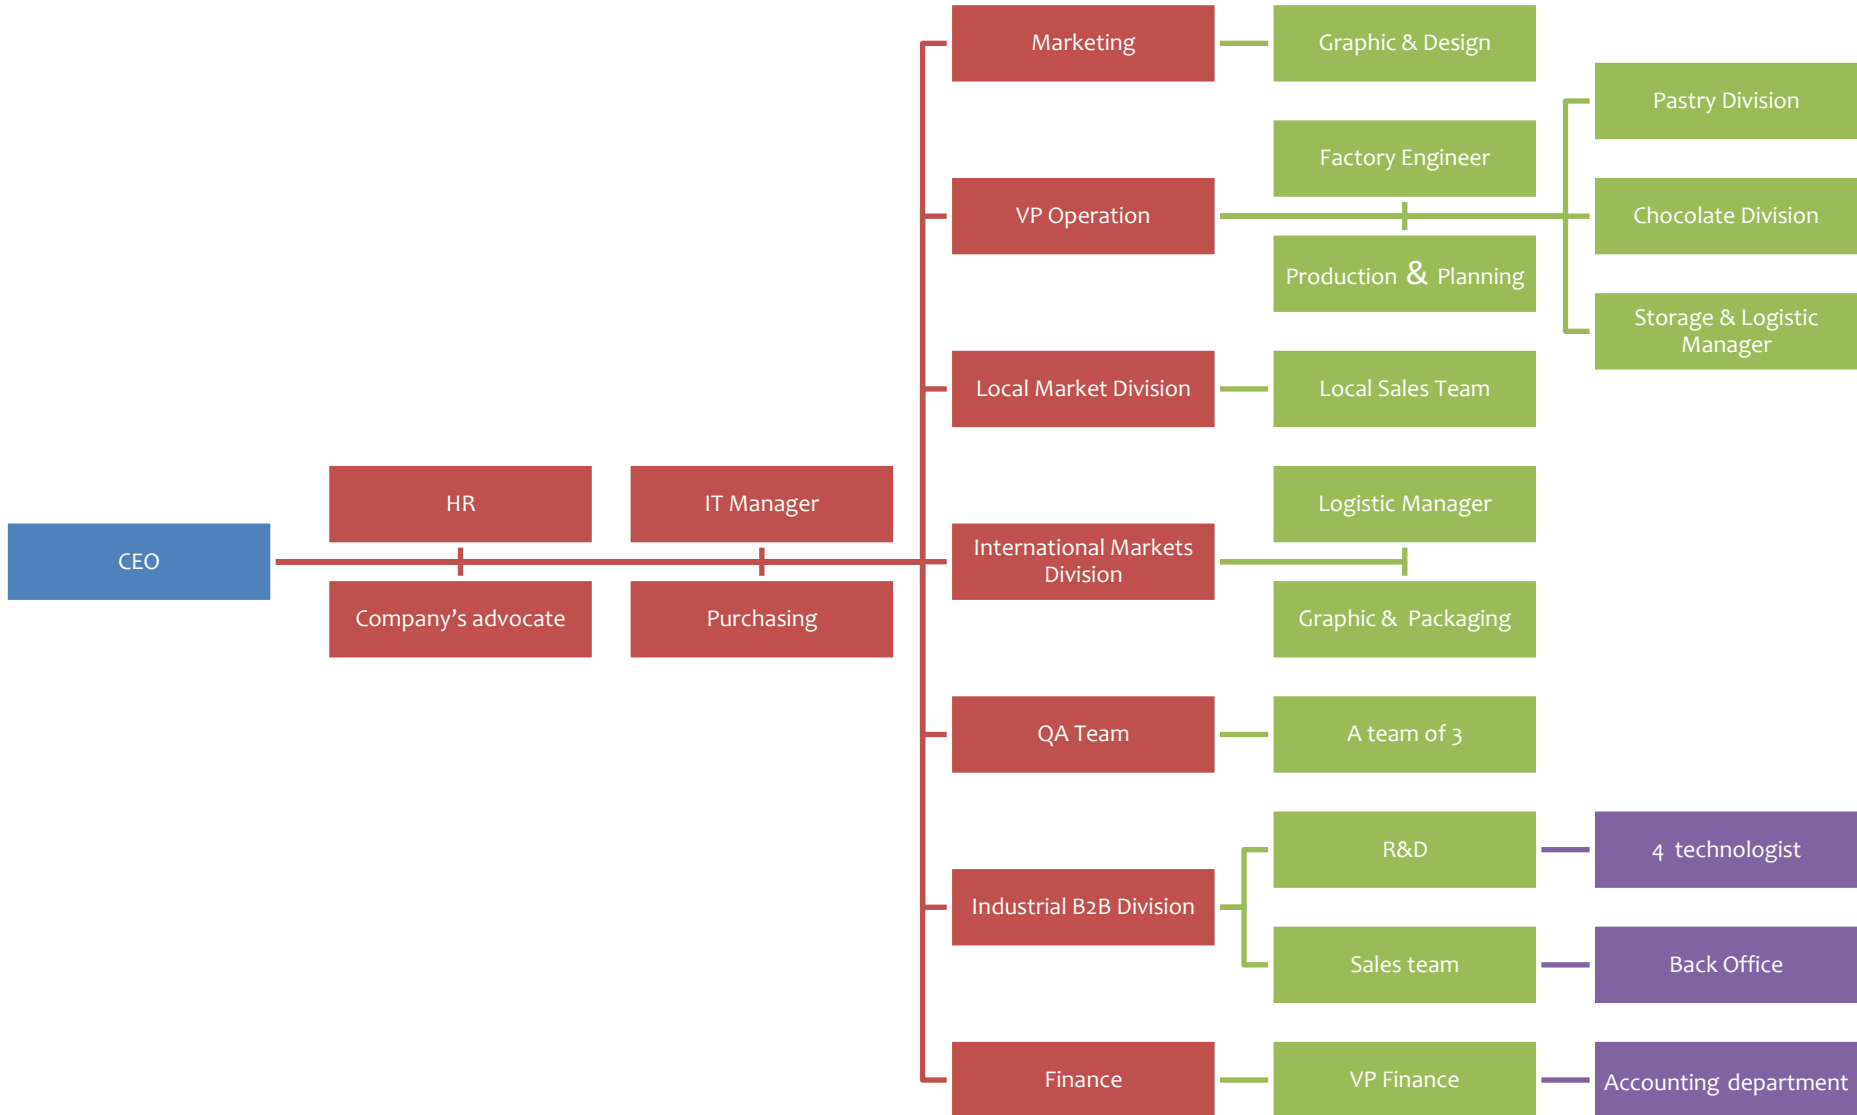 Marketing
Graphic & Design
Pastry Division
Factory Engineer
VP Operation
Chocolate Division
Production & Planning
Storage & Logistic
Manager
Local Market Division
Local Sales Team
HR
IT Manager
Logistic Manager
CEO
International Markets
Division
Company’s advocate
Purchasing
Graphic &  Packaging
QA Team
A team of 3
R&D
4  technologist
Industrial B2B Division
Sales team
Back Office
Finance
VP Finance
Accounting department